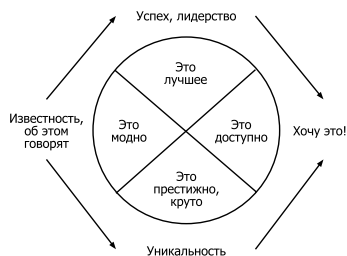 Успех, лидерство
Это
лучшее
Известность,
об этом
говорят
Это
модно
Это
доступно
Хочу это!
Это
престижно,
круто
Уникальность